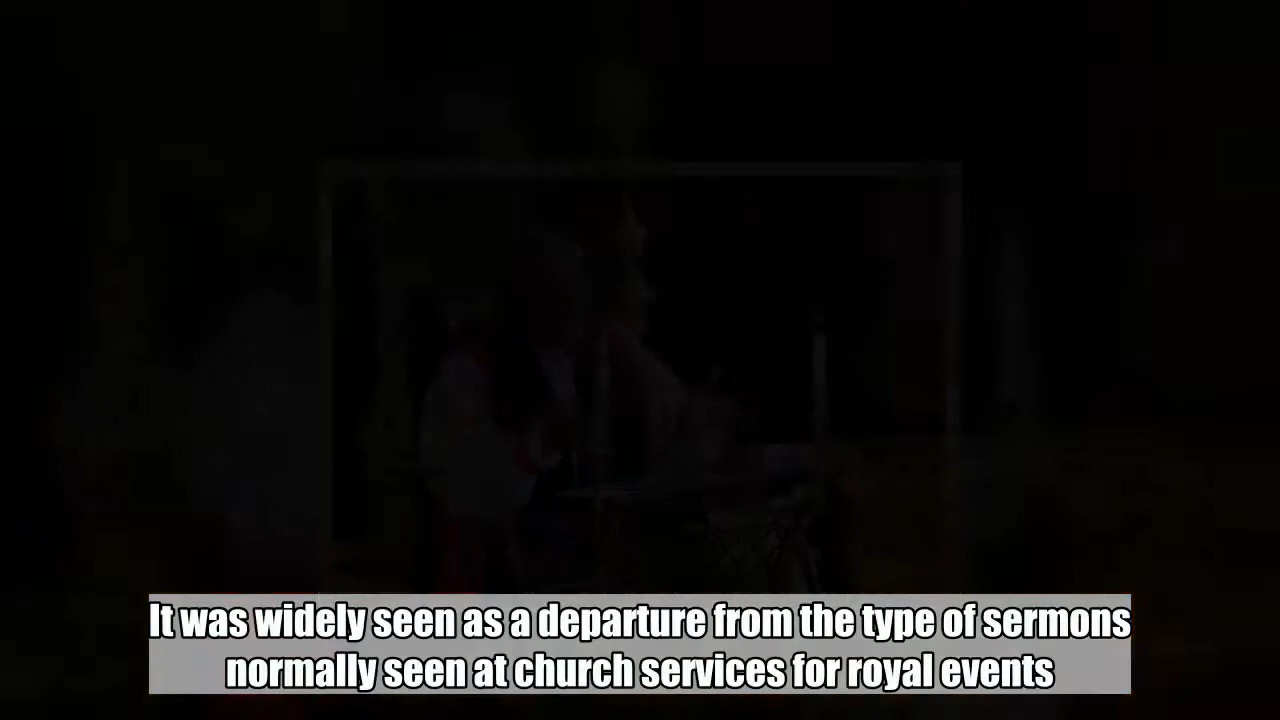 It was widely seen as a departure from the type of sermons
normally seen at church services for royal events